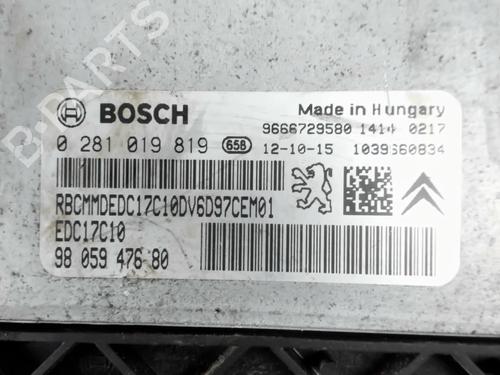 BOSCH
Made in Hungary
9666729580 1414 0217
0 281 019 819 658 12-10-15 1039S60834
RBCMMDEDC17C10DV6D97CEM01
EDC17C10
98 059 476 80
B-PARTS